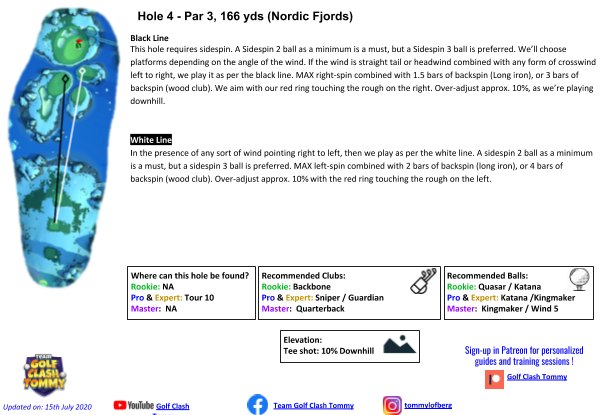 Hole 4 - Par 3, 166 yds (Nordic Fjords)
Black Line
This hole requires sidespin. A Sidespin 2 ball as a minimum is a must, but a Sidespin 3 ball is preferred. We'll choose
platforms depending on the angle of the wind. If the wind is straight tail or headwind combined with any form of crosswind
left to right, we play it as per the black line. MAX right-spin combined with 1.5 bars of backspin (Long iron), or 3 bars of
backspin (wood club). We aim with our red ring touching the rough on the right. Over-adjust approx. 10%, as we're playing
downhill.
White Line
In the presence of any sort of wind pointing right to left, then we play as per the white line. A sidespin 2 ball as a minimum
is a must, but a sidespin 3 ball is preferred. MAX left-spin combined with 2 bars of backspin (long iron), or 4 bars of
backspin (wood club). Over-adjust approx. 10% with the red ring touching the rough on the left.
Where can this hole be found?
Rookie: NA
Pro & Expert: Tour 10
Master: NA
Recommended Clubs:
Rookie: Backbone
Pro & Expert: Sniper / Guardian
Master: Quarterback
Recommended Balls:
Rookie: Quasar / Katana
Pro & Expert: Katana /Kingmaker
Master: Kingmaker / Wind 5
Elevation:
Tee shot: 10% Downhill
Sign-up in Patreon for personalized
guides and training sessions !
Golf Clash Tommy
TEAM
GOLF
CLASH
TOMMY
Updated on: 15th July 2020
YouTube Golf Clash
Team Golf Clash Tommy
tommylofberg